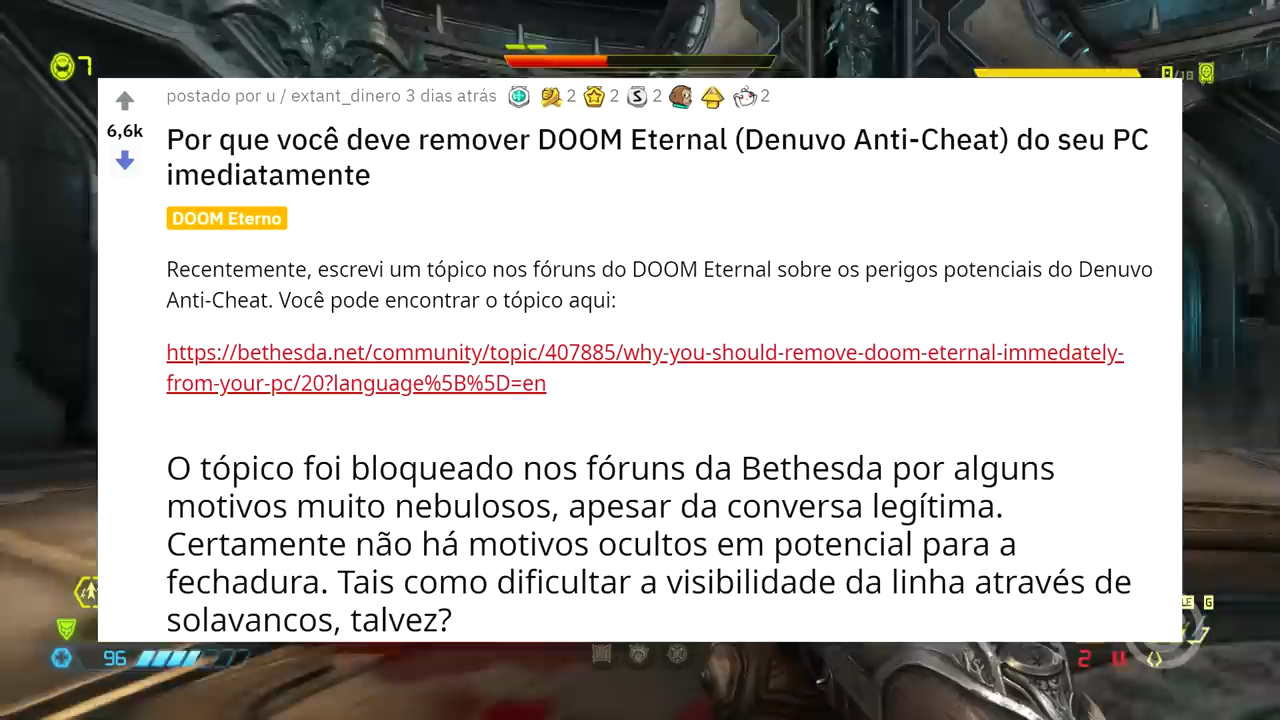 7
/10
postado por u / extant_dinero 3 dias atrás
2
2
S
2
2
6,6k
Por que você deve remover DOOM Eternal (Denuvo Anti-Cheat) do seu PC
imediatamente
DOOM Eterno
Recentemente, escrevi um tópico nos fóruns do DOOM Eternal sobre os perigos potenciais do Denuvo
Anti-Cheat. Você pode encontrar o tópico aqui:
https://bethesda.net/community/topic/407885/why-you-should-remove-doom-eternal-immedately-
from-your-pc/20?language%5B%5D=en
O tópico foi bloqueado nos fóruns da Bethesda por alguns
motivos muito nebulosos, apesar da conversa legítima.
Certamente não há motivos ocultos em potencial para a
fechadura. Tais como dificultar a visibilidade da linha através de
solavancos, talvez?
G
96
2